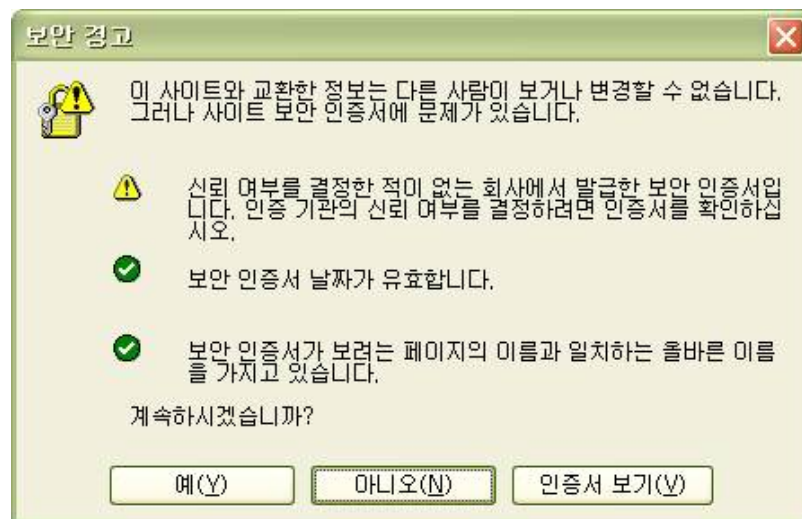 보안 경고
이 사이트와 교환한 정보는 다른 사람이 보거나 변경할 수 없습니다.
그러나 사이트 보안 인증서에 문제가 있습니다.
신뢰 여부를 결정한 적이 없는 회사에서 발급한 보안 인증서입
니다. 인증 기관의 신뢰 여부를 결정하려면 인증서를 확인하십
시오.
보안 인증서 날짜가 유효합니다.
보안 인증서가 보려는 페이지의 이름과 일치하는 올바른 이름
을 가지고 있습니다.
계속하시겠습니까?
예(Y) 아니오(N) 인증서 보기(V)